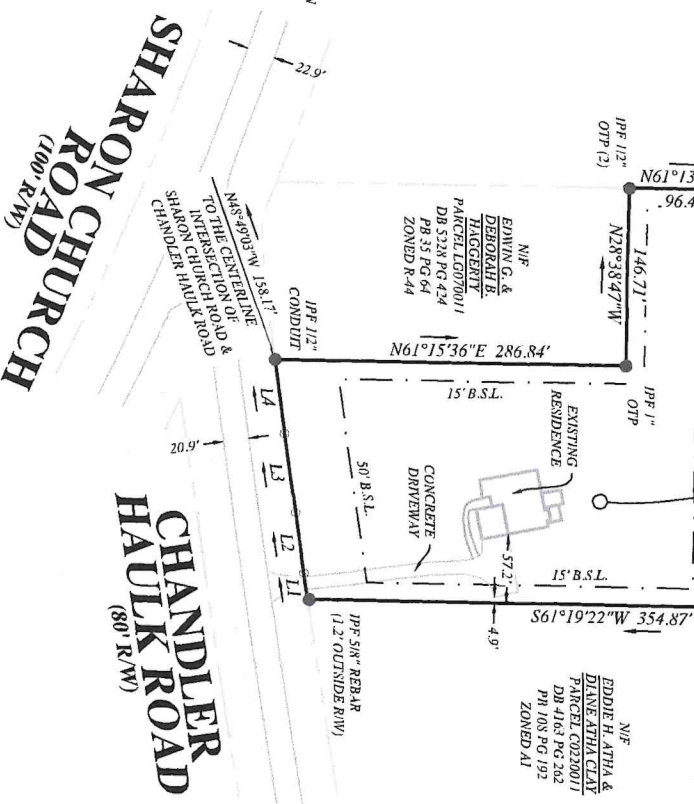 SHARON CHURCH
ROAD
(100' R/W)
22.9'
N48°49'03"W 158.17'
TO THE CENTERLINE
INTERSECTION OF
SHARON CHURCH ROAD &
CHANDLER HAULK ROAD
IPF 1/2"
CONDUIT
IPF 1/2"
OTP (2)
N/F
EDWIN G. &
DEBORAH B.
HAGGERTY
PARCEL LG070011
DB 5228 PG 424
PB 35 PG 64
ZONED R-44
N61°13
96.4
146.71'
N28°38'47"W
IPF 1"
OTP
N61°15'36"E 286.84'
15' B.S.L.
EXISTING
RESIDENCE
CONCRETE
DRIVEWAY
50' B.S.L.
57.2'
15' B.S.L.
S61°19'22"W 354.87'
4.9'
L4
L3
L2
L1
20.9'
CHANDLER
HAULK ROAD
(80' R/W)
IPF 5/8" REBAR
(1.2' OUTSIDE R/W)
N/F
EDDIE H. ATHA &
DIANE ATHA CLAY
PARCEL C0220011
DB 4163 PG 262
PB 108 PG 192
ZONED A1